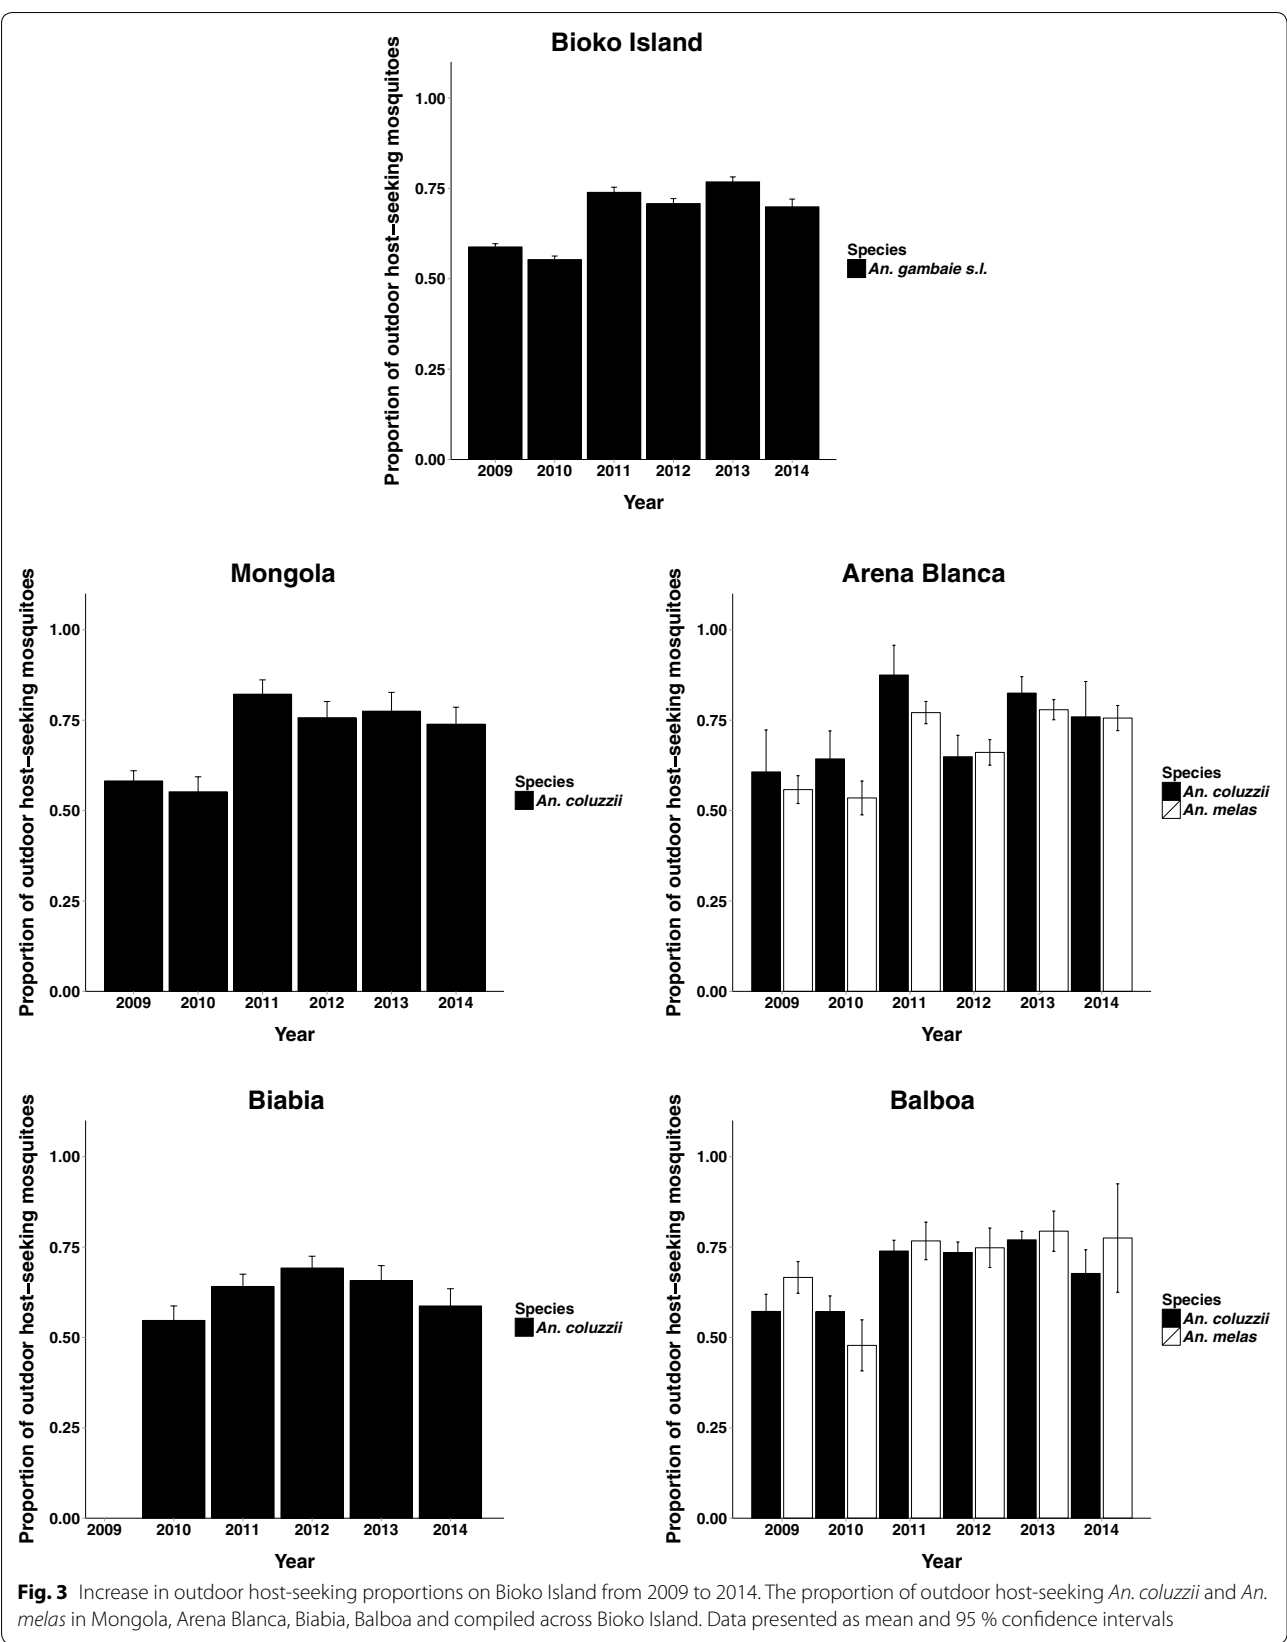 Bioko Island
Proportion of outdoor host−seeking mosquitoes
1.00
0.75
0.50
0.25
0.00
2009 2010 2011 2012 2013 2014
Year
Species
An. gambaie s.l.
Mongola
Proportion of outdoor host−seeking mosquitoes
1.00
0.75
0.50
0.25
0.00
2009 2010 2011 2012 2013 2014
Year
Species
An. coluzzii
Arena Blanca
Proportion of outdoor host−seeking mosquitoes
1.00
0.75
0.50
0.25
0.00
2009 2010 2011 2012 2013 2014
Year
Species
An. coluzzii
An. melas
Biabia
Proportion of outdoor host−seeking mosquitoes
1.00
0.75
0.50
0.25
0.00
2009 2010 2011 2012 2013 2014
Year
Species
An. coluzzii
Balboa
Proportion of outdoor host−seeking mosquitoes
1.00
0.75
0.50
0.25
0.00
2009 2010 2011 2012 2013 2014
Year
Species
An. coluzzii
An. melas
Fig. 3 Increase in outdoor host-seeking proportions on Bioko Island from 2009 to 2014. The proportion of outdoor host-seeking An. coluzzii and An.
melas in Mongola, Arena Blanca, Biabia, Balboa and compiled across Bioko Island. Data presented as mean and 95 % confidence intervals